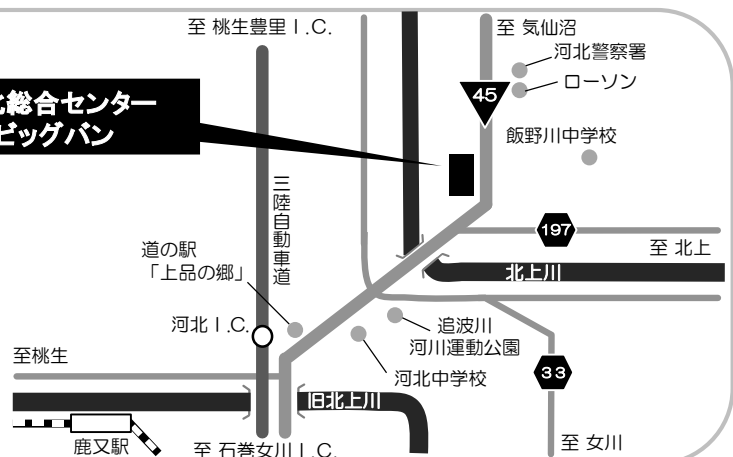 至 桃生豊里 I.C.
至 気仙沼
河北警察署
ローソン
45
総合センター
ビッグバン
飯野川中学校
三陸自動車道
197
至 北上
道の駅
「上品の郷」
北上川
河北 I.C.
追波川
河川運動公園
至桃生
河北中学校
33
旧北上川
鹿又駅
至 石巻女川 I.C.
至 女川